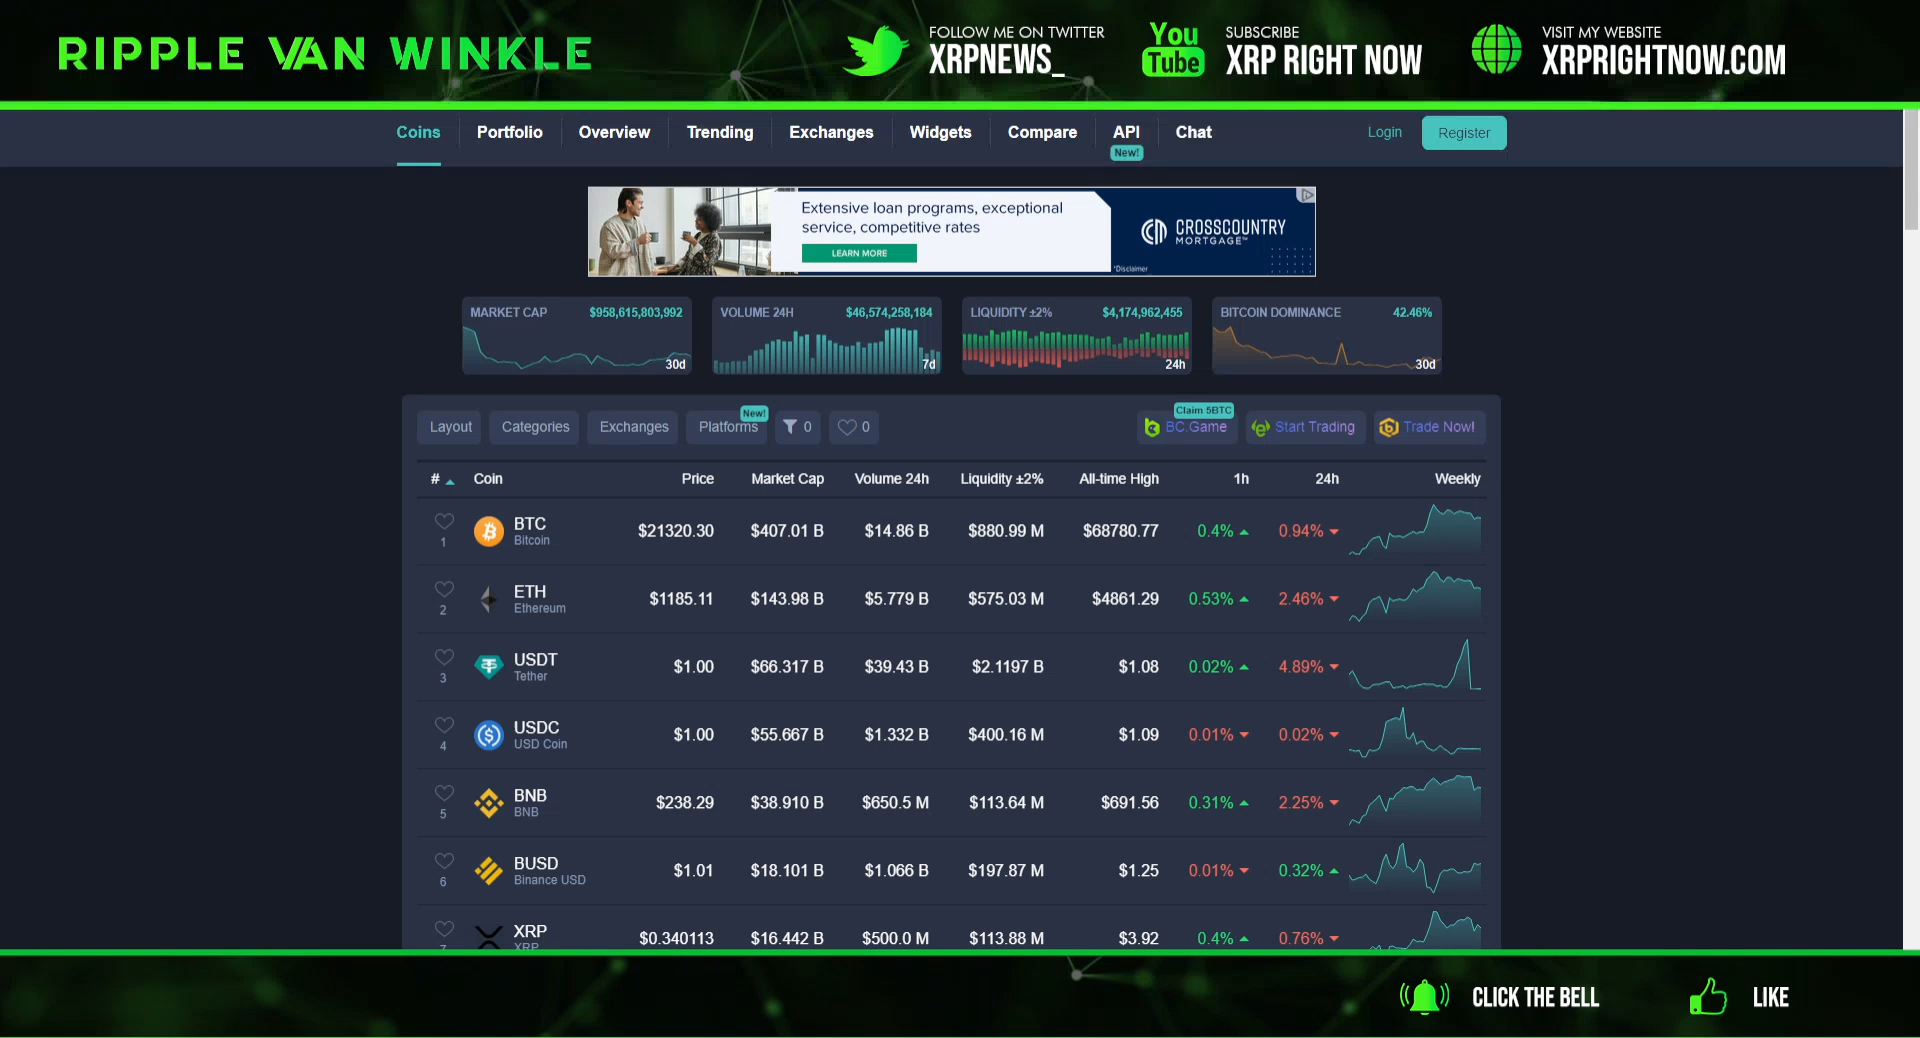 RIPPLE VAN WINKLE
FOLLOW ME ON TWITTER
XRPNEWS_
You
Tube
SUBSCRIBE
XRP RIGHT NOW
VISIT MY WEBSITE
XRPRIGHTNOW.COM
Coins Portfolio Overview Trending Exchanges Widgets Compare API Chat Login Register
New!
Extensive loan programs, exceptional
service, competitive rates
LEARN MORE
CROSSCOUNTRY
MORTGAGE™
*Disclaimer
MARKET CAP $958,615,803,992
30d
VOLUME 24H $46,574,258,184
7d
LIQUIDITY ±2% $4,174,962,455
24h
BITCOIN DOMINANCE 42.46%
30d
New! Claim 5BTC
Layout Categories Exchanges Platforms 0 0 BC.Game Start Trading Trade Now!
# Coin Price Market Cap Volume 24h Liquidity ±2% All-time High 1h 24h Weekly
1 BTC $21320.30 $407.01 B $14.86 B $880.99 M $68780.77 0.4% 0.94%
Bitcoin
2 ETH $1185.11 $143.98 B $5.779 B $575.03 M $4861.29 0.53% 2.46%
Ethereum
3 USDT $1.00 $66.317 B $39.43 B $2.1197 B $1.08 0.02% 4.89%
Tether
4 USDC $1.00 $55.667 B $1.332 B $400.16 M $1.09 0.01% 0.02%
USD Coin
5 BNB $238.29 $38.910 B $650.5 M $113.64 M $691.56 0.31% 2.25%
BNB
6 BUSD $1.01 $18.101 B $1.066 B $197.87 M $1.25 0.01% 0.32%
Binance USD
7 XRP $0.340113 $16.442 B $500.0 M $113.88 M $3.92 0.4% 0.76%
XRP
CLICK THE BELL
LIKE